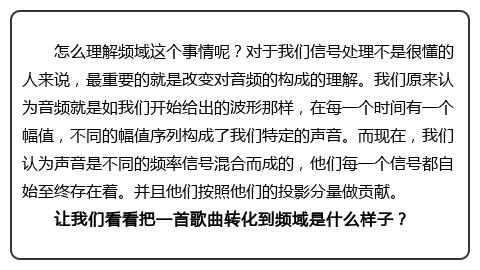 怎么理解频域这个事情呢？对于我们信号处理不是很懂的
人来说，最重要的就是改变对音频的构成的理解。我们原来认
为音频就是如我们开始给出的波形那样，在每一个时间有一个
幅值，不同的幅值序列构成了我们特定的声音。而现在，我们
认为声音是不同的频率信号混合而成的，他们每一个信号都自
始至终存在着。并且他们按照他们的投影分量做贡献。
让我们看看把一首歌曲转化到频域是什么样子？